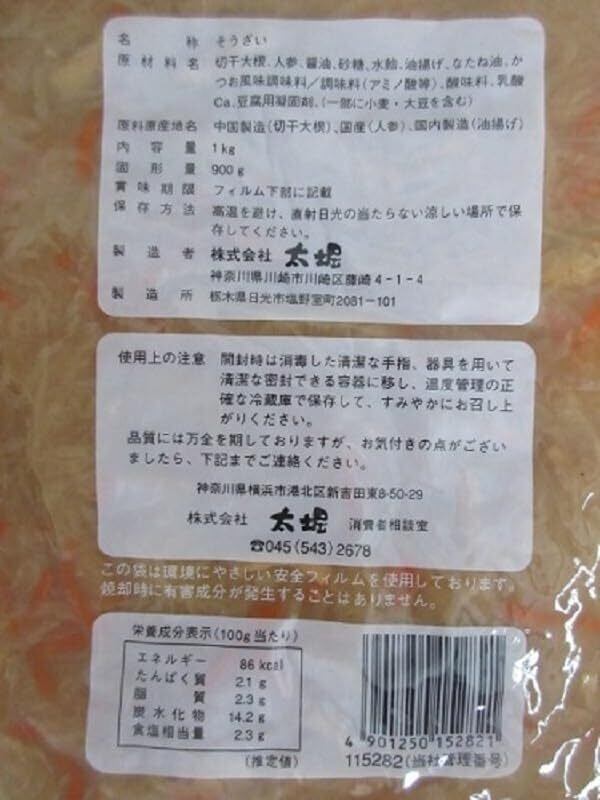 名称 そうざい
原材料名 切干大根、人参、醤油、砂糖、水飴、油揚げ、なたね油、か
つお風味調味料／調味料(アミノ酸等)、酸味料、乳酸
Ca、豆腐用凝固剤、(一部に小麦・大豆を含む)
原料原産地名 中国製造(切干大根)、国産(人参)、国内製造(油揚げ)
内容量 1kg
固形量 900g
賞味期限 フィルム下部に記載
保存方法 高温を避け、直射日光の当たらない涼しい場所で保
存してください。
製造者 株式会社 太堀
神奈川県川崎市川崎区藤崎4-1-4
製造所 栃木県日光市塩野室町2081-101
使用上の注意 開封時は消毒した清潔な手指、器具を用いて
清潔な密封できる容器に移し、温度管理の正
確な冷蔵庫で保存して、すみやかにお召し上
がりください。
品質には万全を期しておりますが、お気付きの点がござい
ましたら、下記までご連絡ください。
神奈川県横浜市港北区新吉田東8-50-29
株式会社 太堀 消費者相談室
☎045(543)2678
この袋は環境にやさしい安全フィルムを使用しております。
焼却時に有害成分が発生することはありません。
栄養成分表示(100g当たり)
エネルギー 86 kcal
たんぱく質 2.1 g
脂質 2.3 g
炭水化物 14.2 g
食塩相当量 2.3 g
(推定値)
4 901250 152821
115282(当社管理番号)